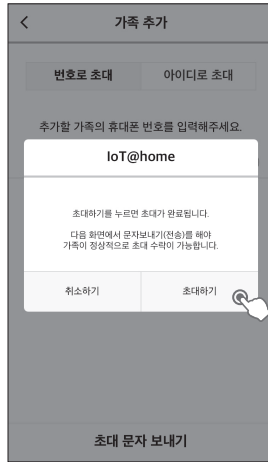 가족 추가
번호로 초대 아이디로 초대
추가할 가족의 휴대폰 번호를 입력해주세요.
IoT@home
초대하기를 누르면 초대가 완료됩니다.
다음 화면에서 문자보내기(전송)를 해야
가족이 정상적으로 초대 수락이 가능합니다.
취소하기 초대하기
초대 문자 보내기